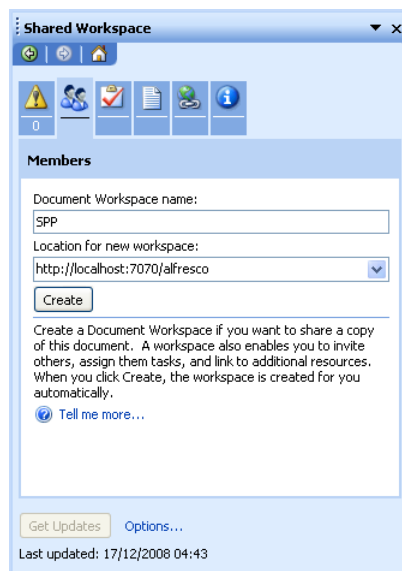 Shared Workspace
0
Members
Document Workspace name:
SPP
Location for new workspace:
http://localhost:7070/alfresco
Create
Create a Document Workspace if you want to share a copy
of this document.  A workspace also enables you to invite
others, assign them tasks, and link to additional resources.
When you click Create, the workspace is created for you
automatically.
Tell me more...
Get Updates Options...
Last updated: 17/12/2008 04:43